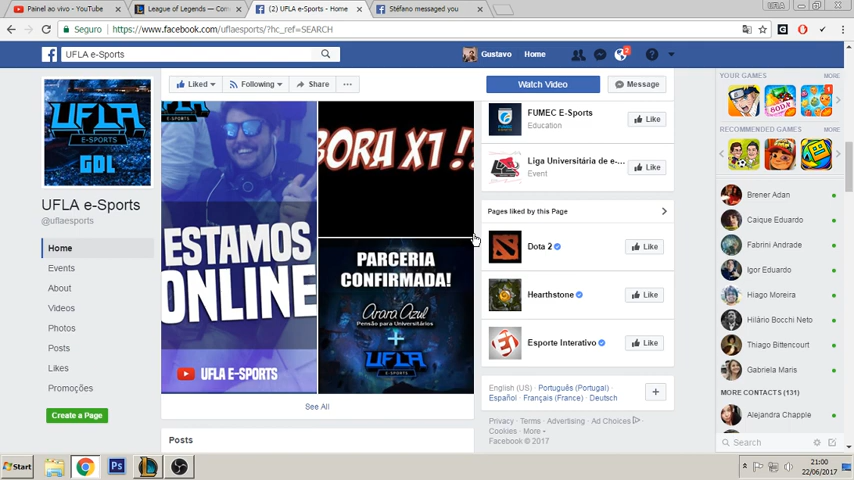 Painel ao vivo - YouTube
League of Legends — Com
(2) UFLA e-Sports - Home
Stéfano messaged you
UFLA
Seguro
https://www.facebook.com/uflaesports/?hc_ref=SEARCH
UFLA e-Sports
Gustavo
Home
2
Liked
Following
Share
Watch Video
Message
UFLA
E-SPORTS
GDL
UFLA e-Sports
@uflaesports
Home
Events
About
Videos
Photos
Posts
Likes
Promoções
Create a Page
E-SPORTS
ESTAMOS
ONLINE
UFLA E-SPORTS
BORA X1 !
PARCERIA
CONFIRMADA!
Arara Azul
Pensão para Universitários
+
UFLA
E-SPORTS
See All
Posts
FUMEC E-Sports
Education
Like
Liga Universitária de e-...
Event
Like
Pages liked by this Page
Dota 2
Like
Hearthstone
Like
Esporte Interativo
Like
English (US) · Português (Portugal) ·
Español · Français (France) · Deutsch
Privacy · Terms · Advertising · Ad Choices
Cookies · More
Facebook © 2017
YOUR GAMES
MORE
1
RECOMMENDED GAMES
MORE
Brener Adan
Caique Eduardo
Fabrini Andrade
Igor Eduardo
Hiago Moreira
Hilário Bocchi Neto
Thiago Bittencourt
Gabriela Maris
MORE CONTACTS (131)
Alejandra Chapple
Search
Start
Ps
21:00
22/06/2017